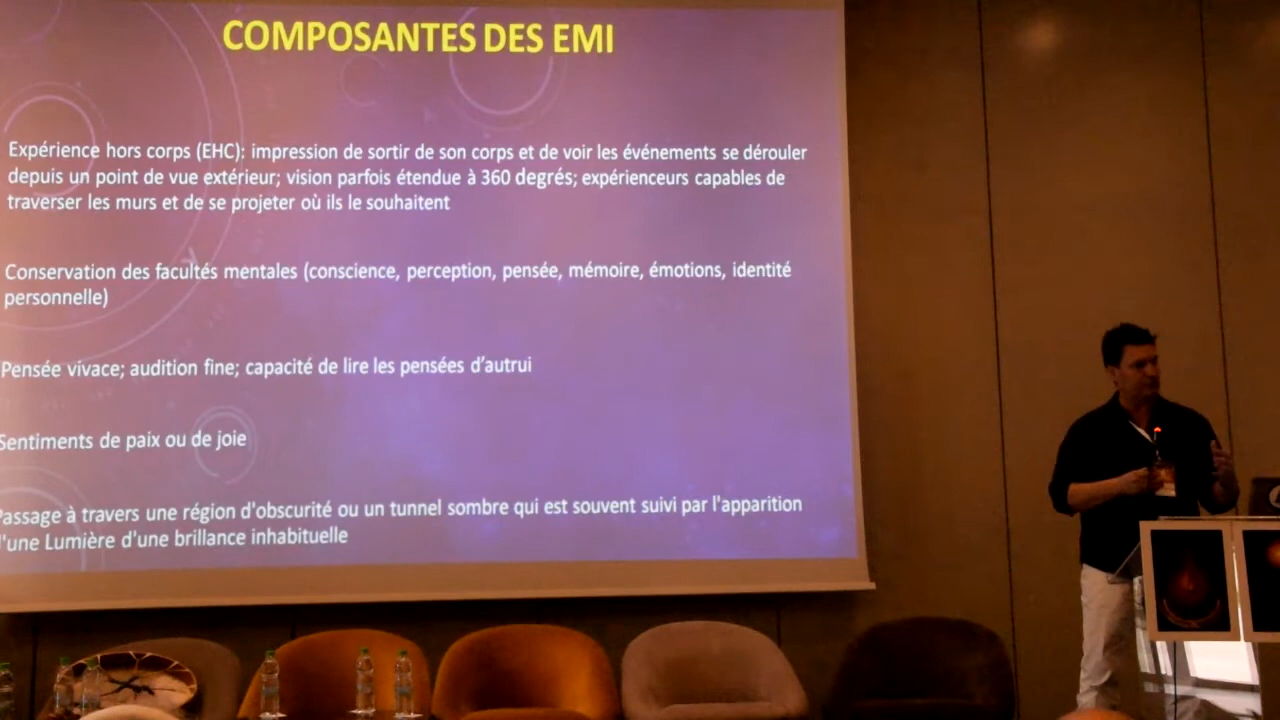 COMPOSANTES DES EMI
Expérience hors corps (EHC): impression de sortir de son corps et de voir les événements se dérouler
depuis un point de vue extérieur; vision parfois étendue à 360 degrés; expérienceurs capables de
traverser les murs et de se projeter où ils le souhaitent
Conservation des facultés mentales (conscience, perception, pensée, mémoire, émotions, identité
personnelle)
Pensée vivace; audition fine; capacité de lire les pensées d'autrui
Sentiments de paix ou de joie
Passage à travers une région d'obscurité ou un tunnel sombre qui est souvent suivi par l'apparition
d'une Lumière d'une brillance inhabituelle